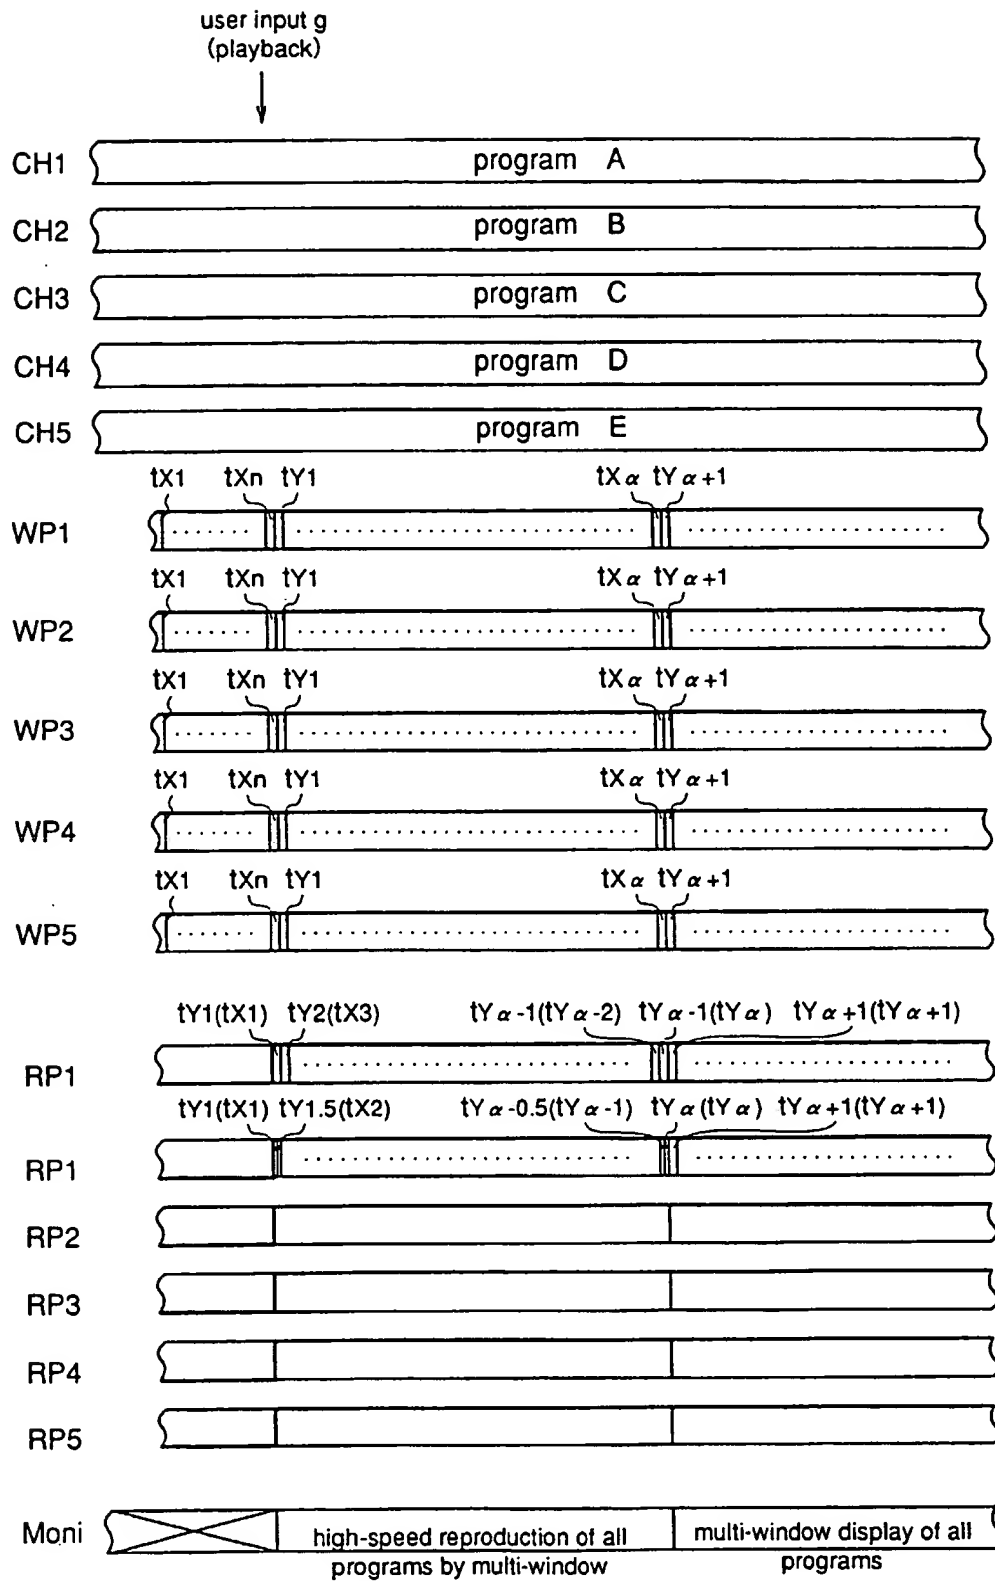 user input g
(playback)
CH1 program A
CH2 program B
CH3 program C
CH4 program D
CH5 program E
tX1 tXn tY1 tXα tYα+1
WP1
tX1 tXn tY1 tXα tYα+1
WP2
tX1 tXn tY1 tXα tYα+1
WP3
tX1 tXn tY1 tXα tYα+1
WP4
tX1 tXn tY1 tXα tYα+1
WP5
tY1(tX1) tY2(tX3) tYα-1(tYα-2) tYα-1(tYα) tYα+1(tYα+1)
RP1
tY1(tX1) tY1.5(tX2) tYα-0.5(tYα-1) tYα(tYα) tYα+1(tYα+1)
RP1
RP2
RP3
RP4
RP5
Moni high-speed reproduction of all multi-window display of all
programs by multi-window programs